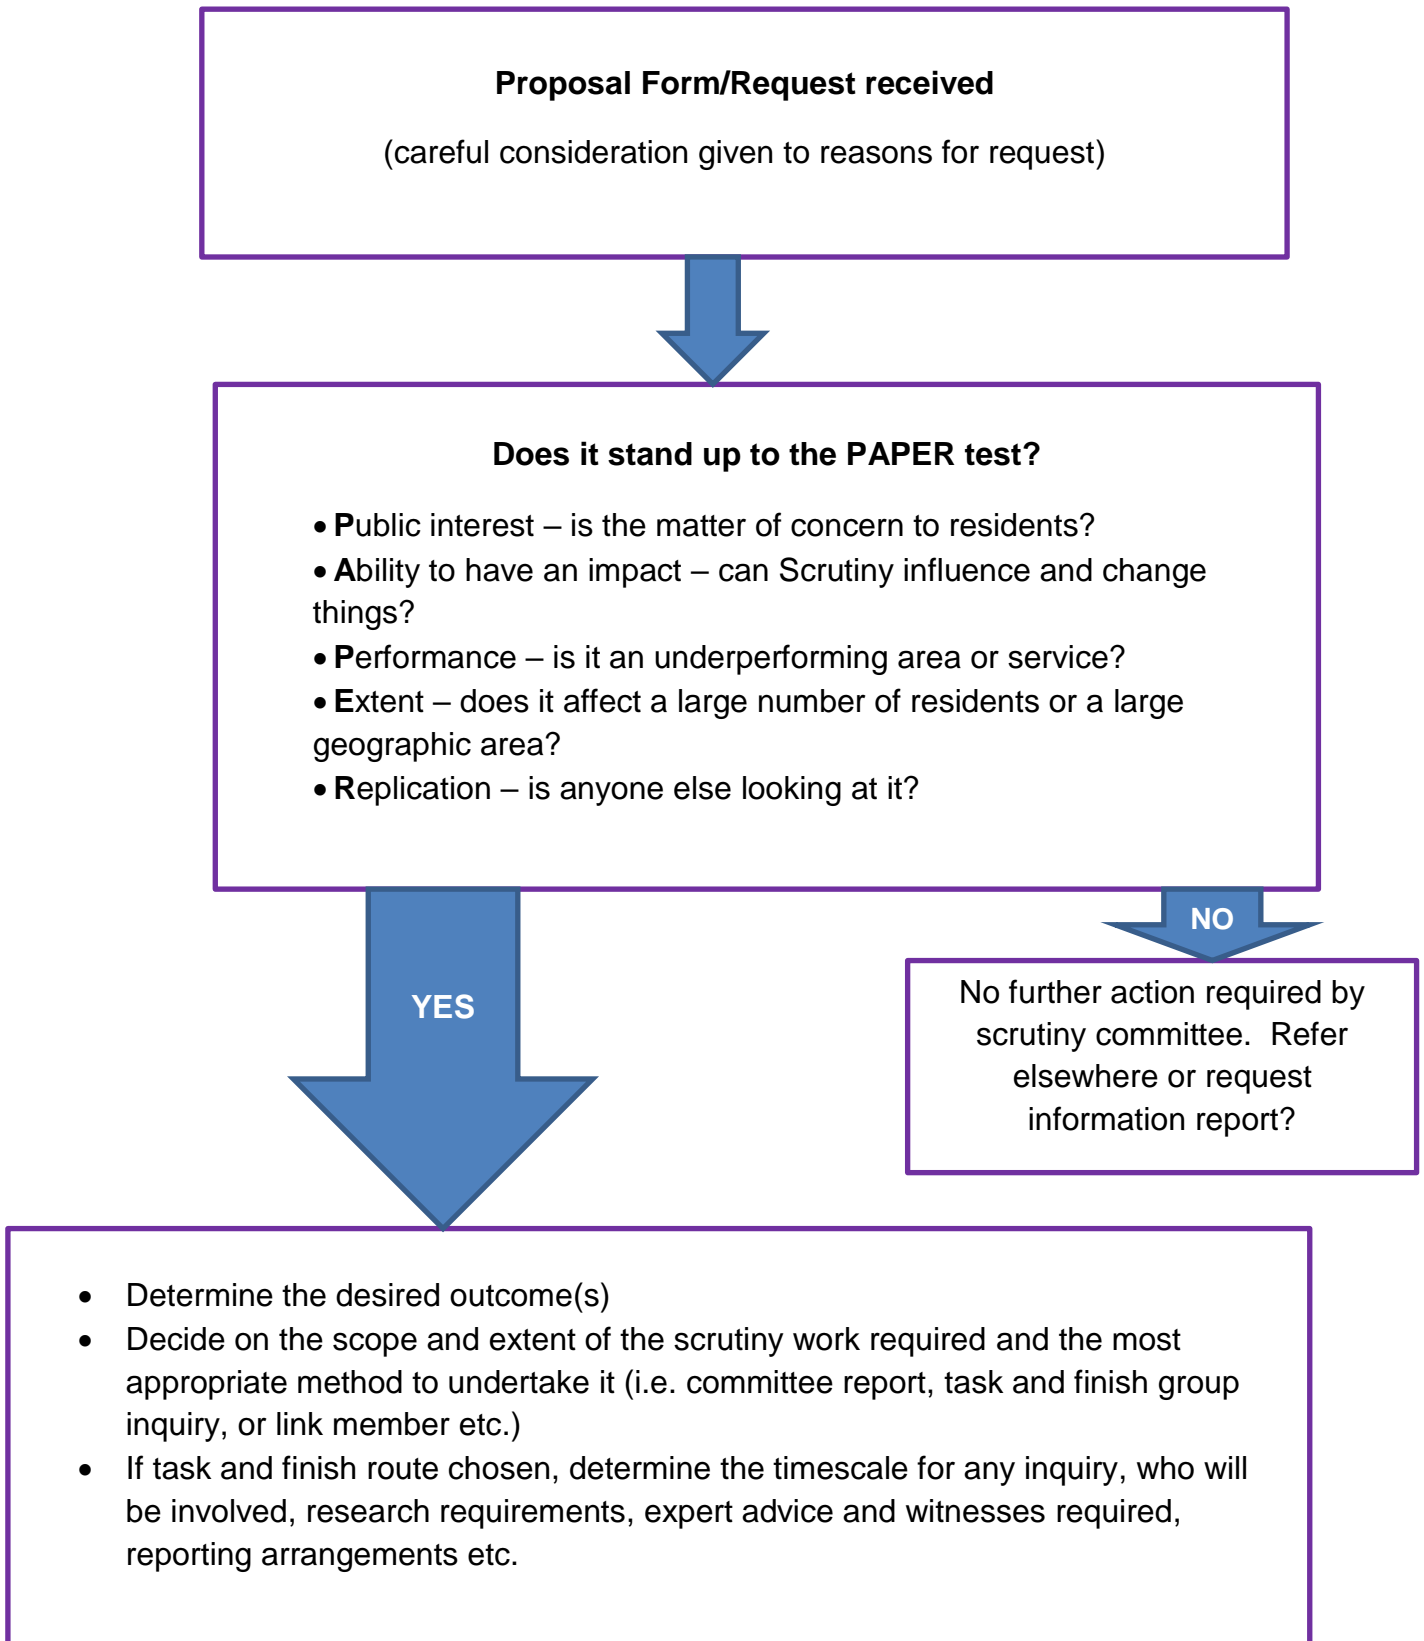 Proposal Form/Request received
(careful consideration given to reasons for request)
Does it stand up to the PAPER test?
• Public interest – is the matter of concern to residents?
• Ability to have an impact – can Scrutiny influence and change
things?
• Performance – is it an underperforming area or service?
• Extent – does it affect a large number of residents or a large
geographic area?
• Replication – is anyone else looking at it?
NO
No further action required by
scrutiny committee.  Refer
elsewhere or request
information report?
YES
• Determine the desired outcome(s)
• Decide on the scope and extent of the scrutiny work required and the most
appropriate method to undertake it (i.e. committee report, task and finish group
inquiry, or link member etc.)
• If task and finish route chosen, determine the timescale for any inquiry, who will
be involved, research requirements, expert advice and witnesses required,
reporting arrangements etc.